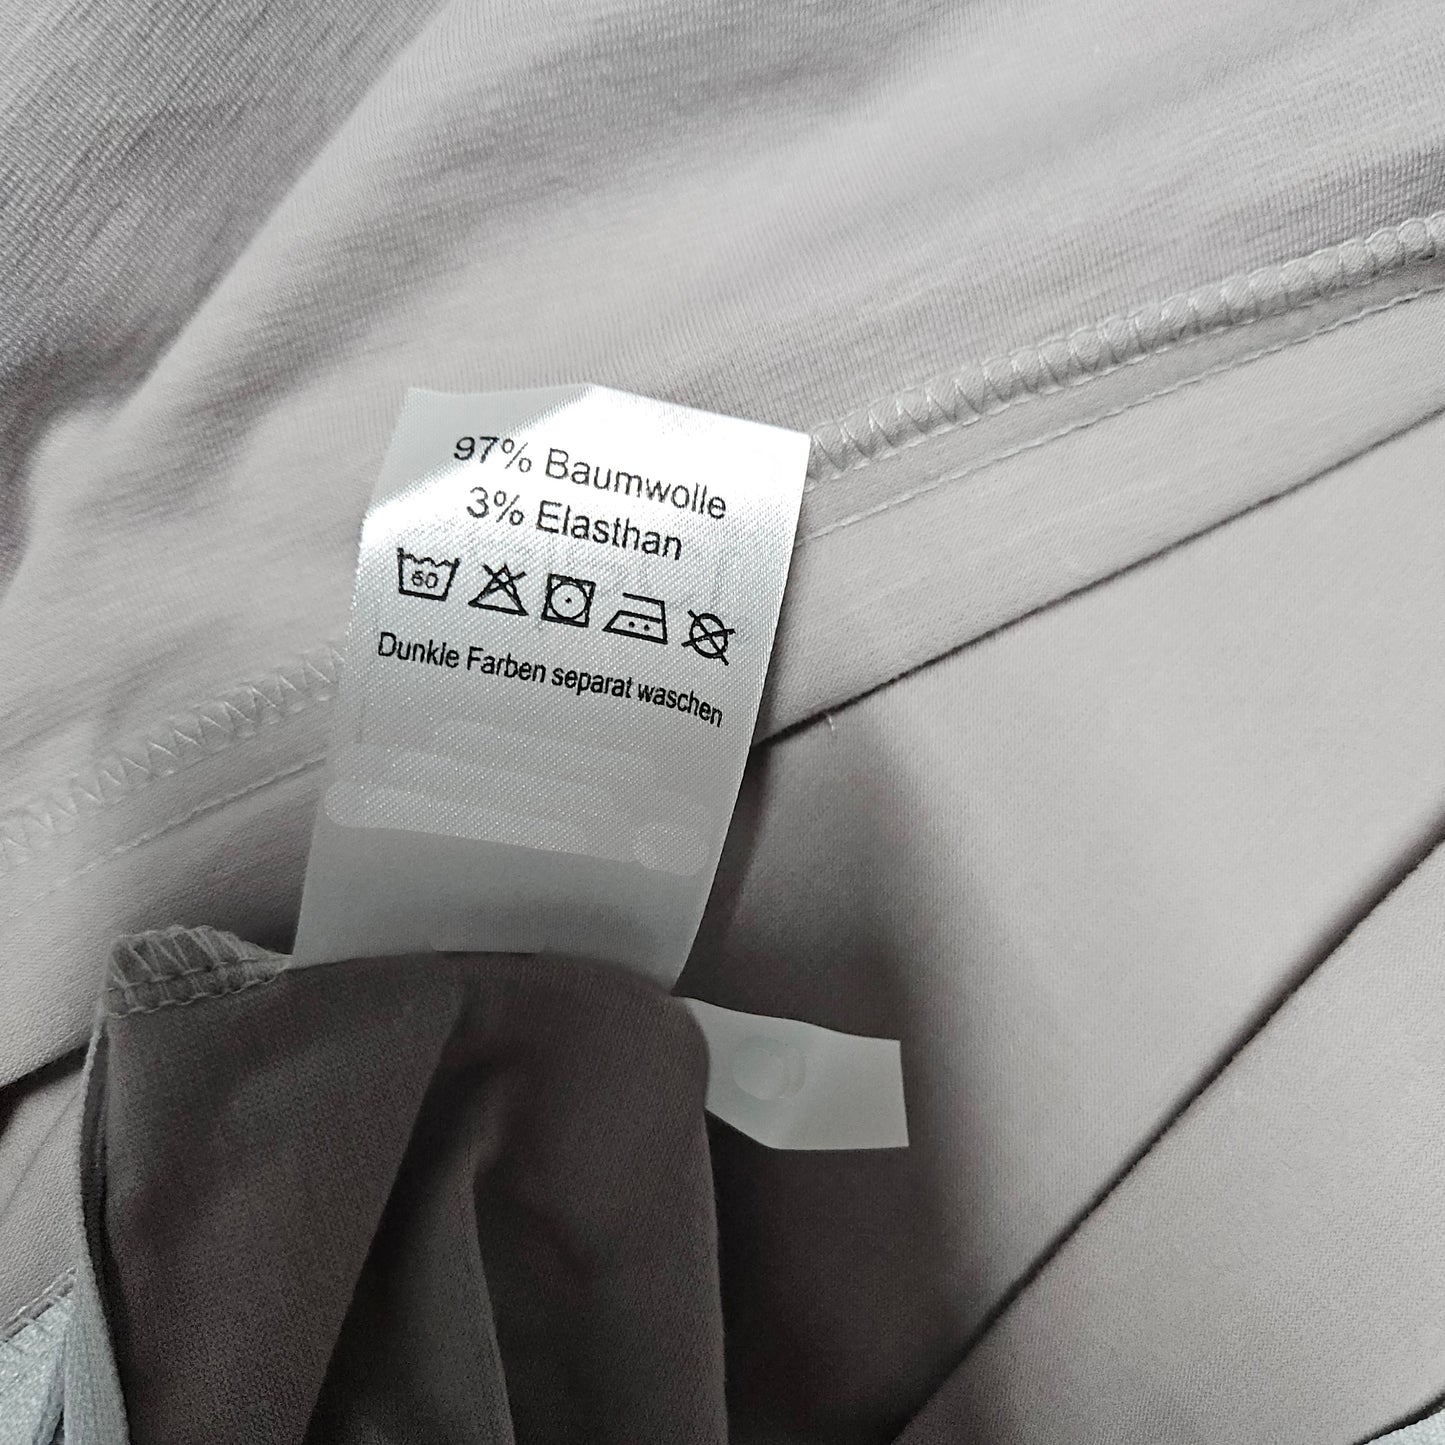 97% Baumwolle
3% Elasthan
60
Dunkle Farben separat waschen